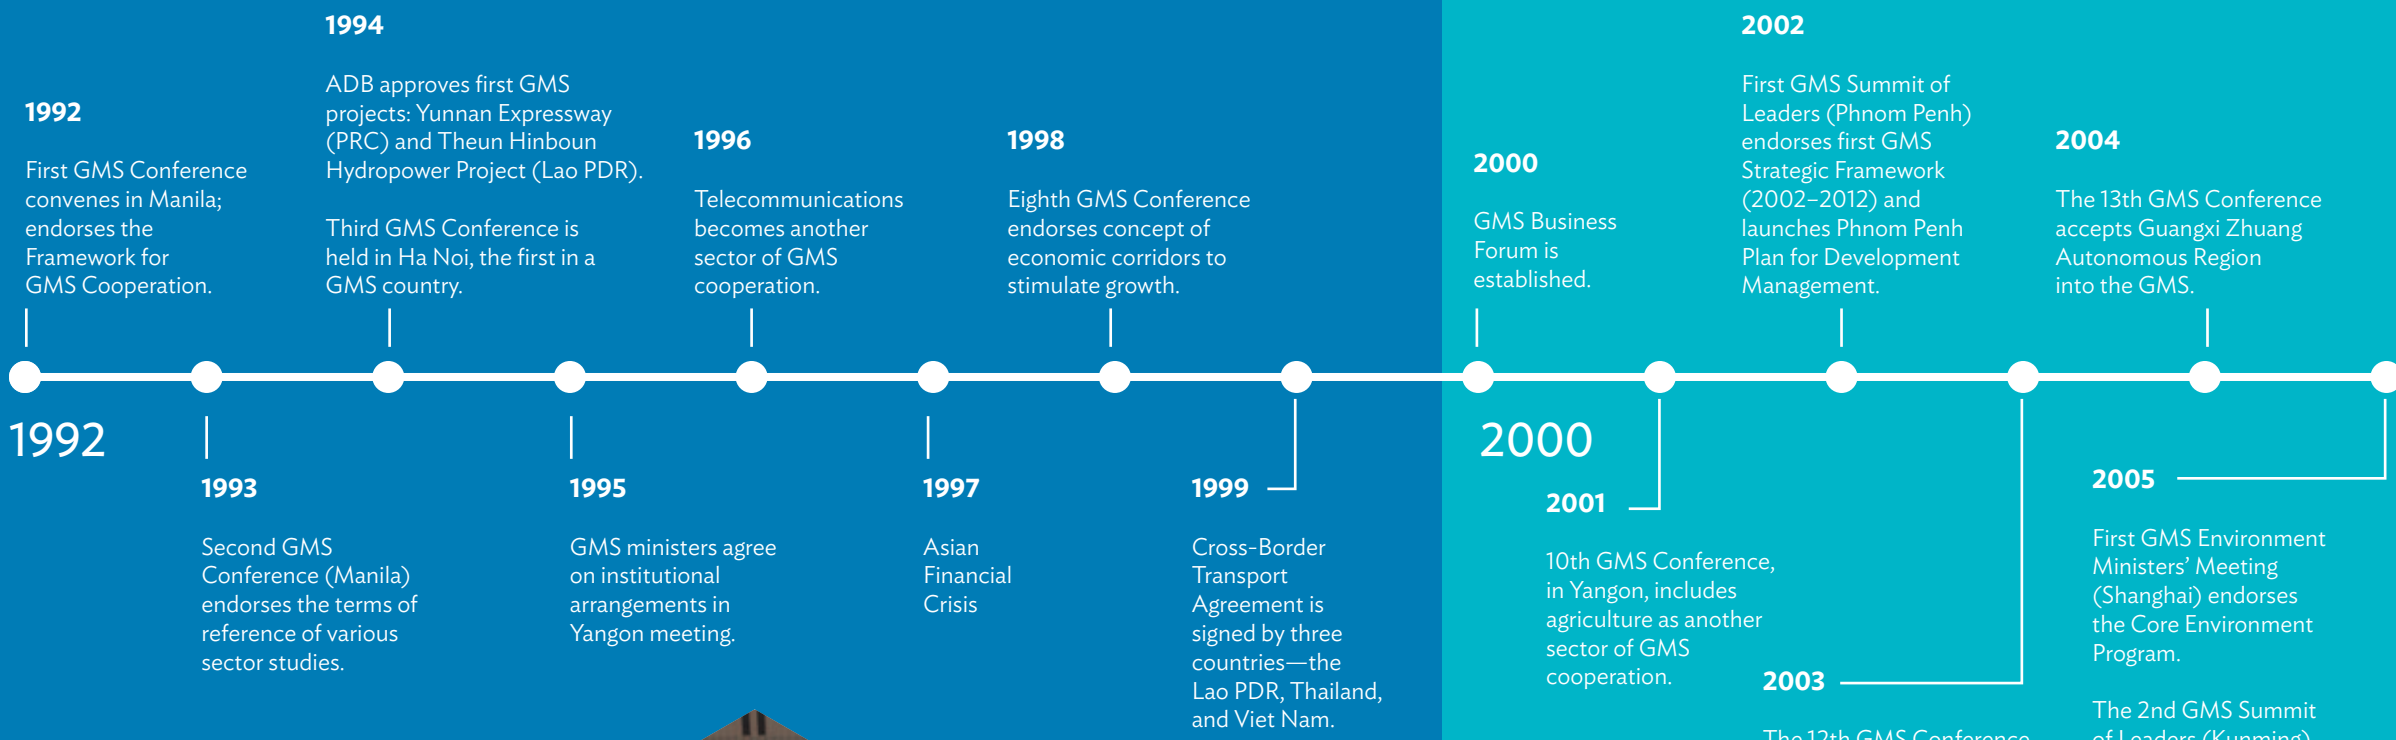 1992
First GMS Conference
convenes in Manila;
endorses the
Framework for
GMS Cooperation.
1994
ADB approves first GMS
projects: Yunnan Expressway
(PRC) and Theun Hinboun
Hydropower Project (Lao PDR).
Third GMS Conference is
held in Ha Noi, the first in a
GMS country.
1996
Telecommunications
becomes another
sector of GMS
cooperation.
1998
Eighth GMS Conference
endorses concept of
economic corridors to
stimulate growth.
2000
GMS Business
Forum is
established.
2002
First GMS Summit of
Leaders (Phnom Penh)
endorses first GMS
Strategic Framework
(2002–2012) and
launches Phnom Penh
Plan for Development
Management.
2004
The 13th GMS Conference
accepts Guangxi Zhuang
Autonomous Region
into the GMS.
1992
2000
1993
Second GMS
Conference (Manila)
endorses the terms of
reference of various
sector studies.
1995
GMS ministers agree
on institutional
arrangements in
Yangon meeting.
1997
Asian
Financial
Crisis
1999
Cross-Border
Transport
Agreement is
signed by three
countries—the
Lao PDR, Thailand,
and Viet Nam.
2001
10th GMS Conference,
in Yangon, includes
agriculture as another
sector of GMS
cooperation.
2003
The 12th GMS Conference
2005
First GMS Environment
Ministers’ Meeting
(Shanghai) endorses
the Core Environment
Program.
The 2nd GMS Summit
of Leaders (Kunming)